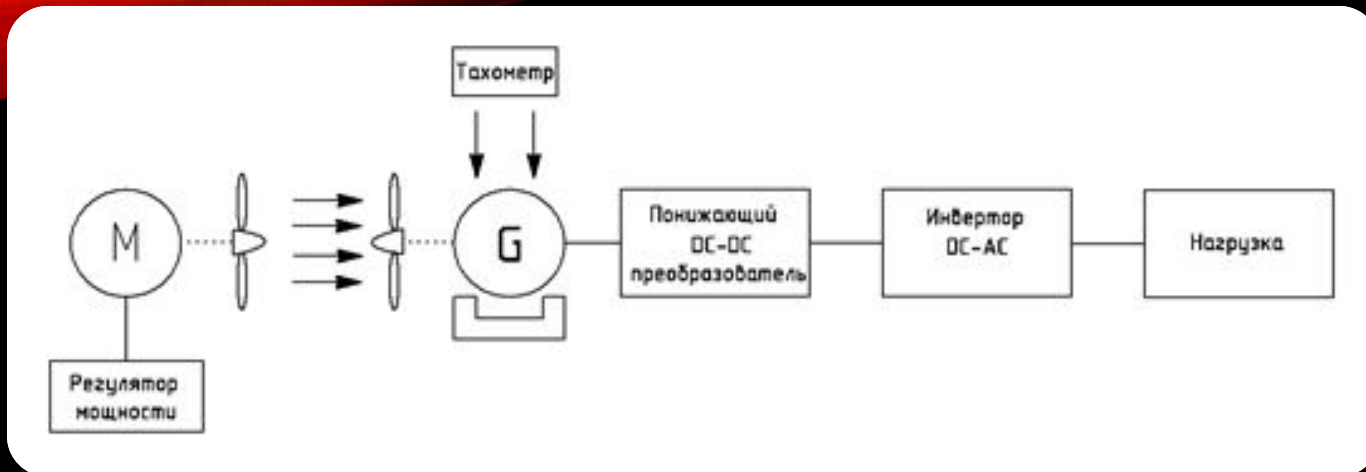 Тахометр
M
G
Понижающий
DC-DC
преобразователь
Инвертор
DC-AC
Нагрузка
Регулятор
мощности